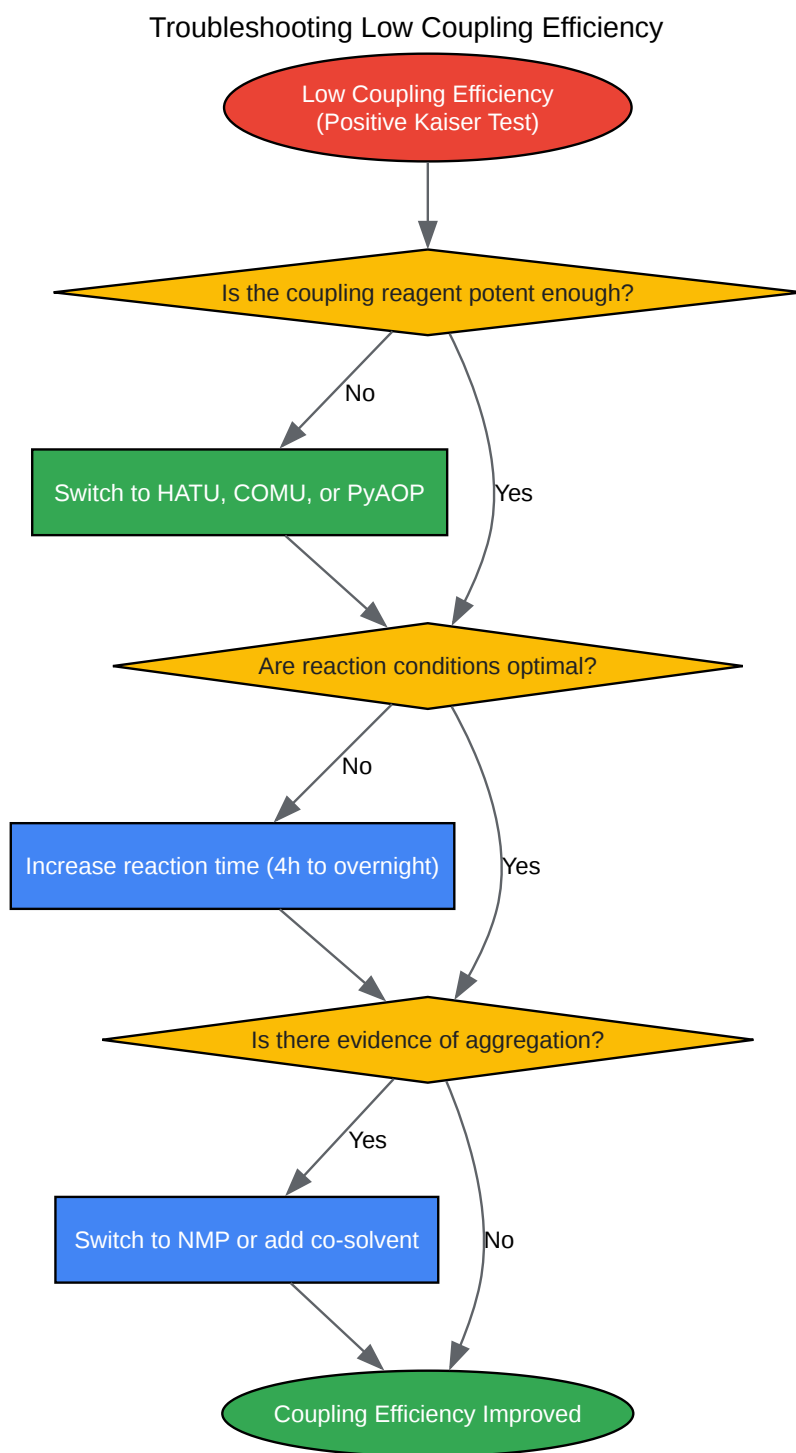 Troubleshooting Low Coupling Efficiency
Low Coupling Efficiency
(Positive Kaiser Test)
Is the coupling reagent potent enough?
No
Switch to HATU, COMU, or PyAOP
Yes
Are reaction conditions optimal?
No
Increase reaction time (4h to overnight)
Yes
Is there evidence of aggregation?
Yes
Switch to NMP or add co-solvent
No
Coupling Efficiency Improved